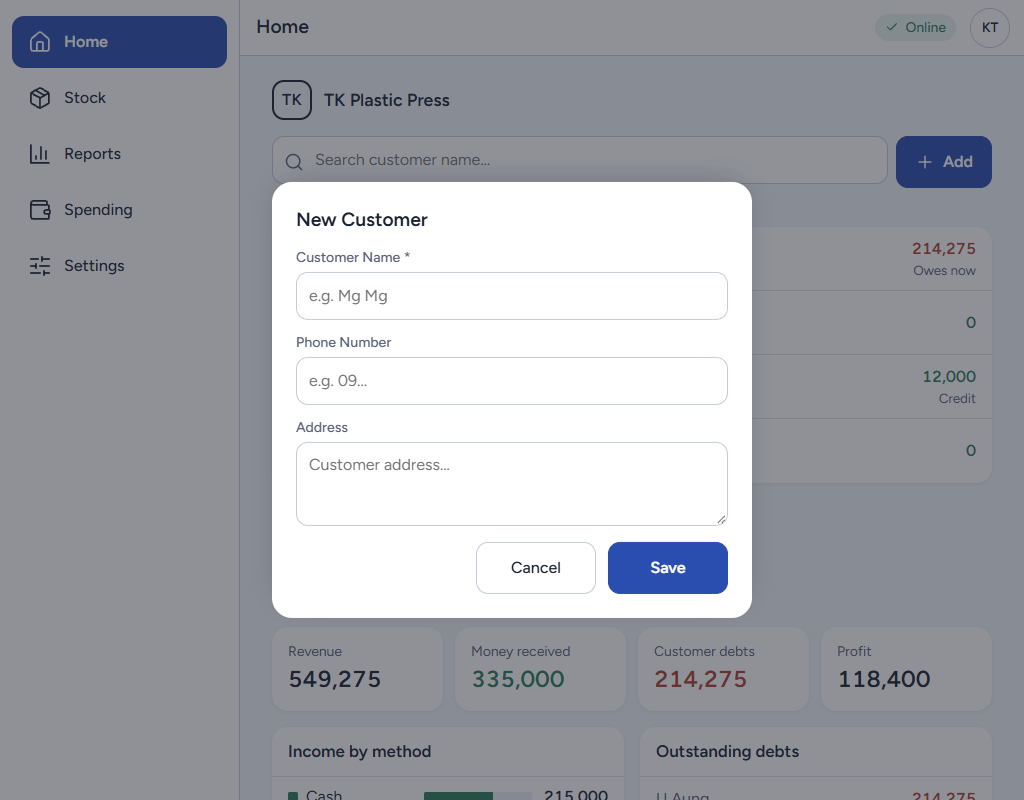 Home
Stock
Reports
Spending
Settings
Home
Online
KT
TK
TK Plastic Press
Search customer name...
Add
214,275
Owes now
0
12,000
Credit
0
New Customer
Customer Name *
e.g. Mg Mg
Phone Number
e.g. 09...
Address
Customer address...
Cancel
Save
Revenue
549,275
Money received
335,000
Customer debts
214,275
Profit
118,400
Income by method
Cash
215,000
Outstanding debts
U Aung
214,275